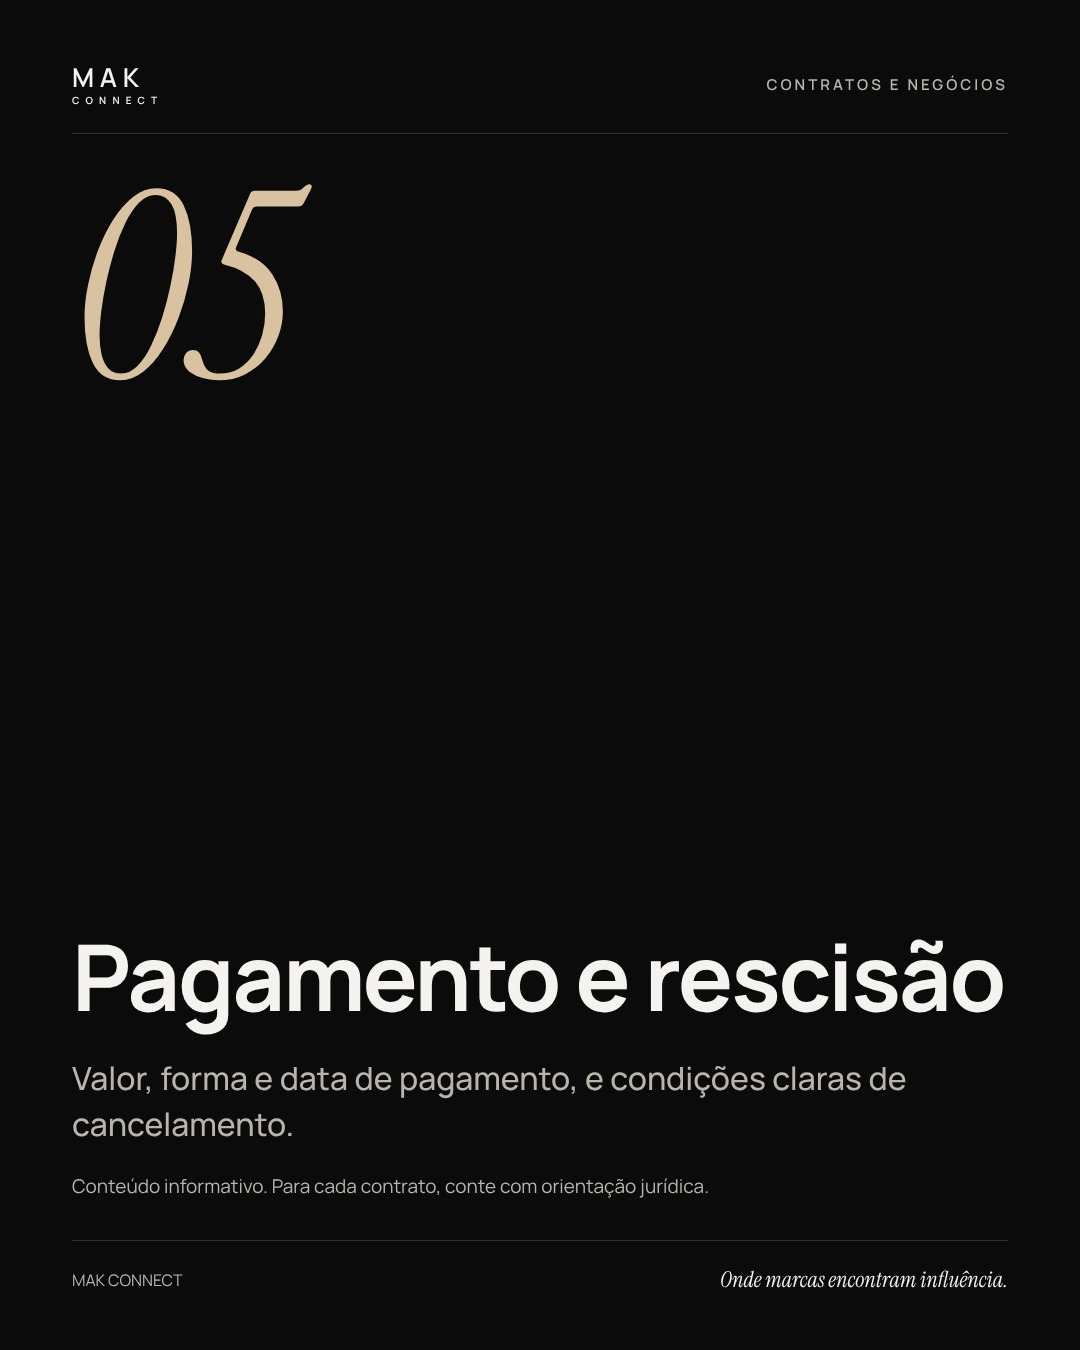 MAK
CONNECT
CONTRATOS E NEGÓCIOS
05
Pagamento e rescisão
Valor, forma e data de pagamento, e condições claras de
cancelamento.
Conteúdo informativo. Para cada contrato, conte com orientação jurídica.
MAK CONNECT
Onde marcas encontram influência.